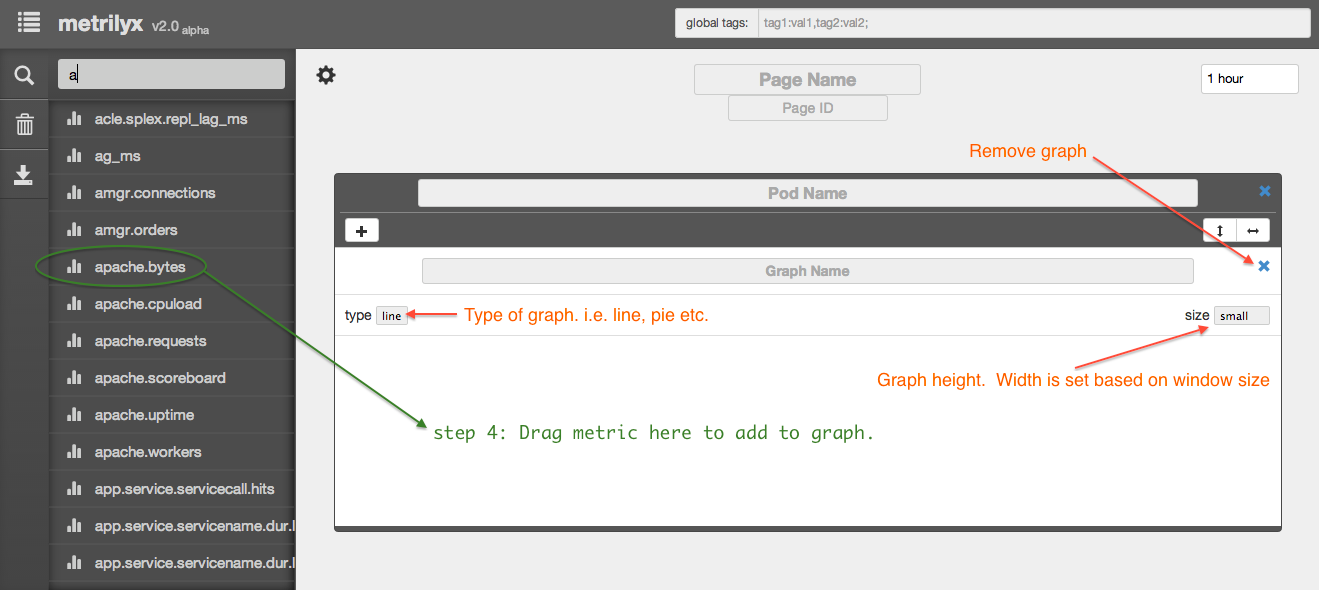 metrilyx v2.0 alpha
global tags: tag1:val1,tag2:val2;
a
acle.splex.repl_lag_ms
ag_ms
amgr.connections
amgr.orders
apache.bytes
apache.cpuload
apache.requests
apache.scoreboard
apache.uptime
apache.workers
app.service.servicecall.hits
app.service.servicename.dur.
app.service.servicename.dur.
Page Name
Page ID
1 hour
Remove graph
Pod Name
Graph Name
type line
Type of graph. i.e. line, pie etc.
size small
Graph height. Width is set based on window size
step 4: Drag metric here to add to graph.